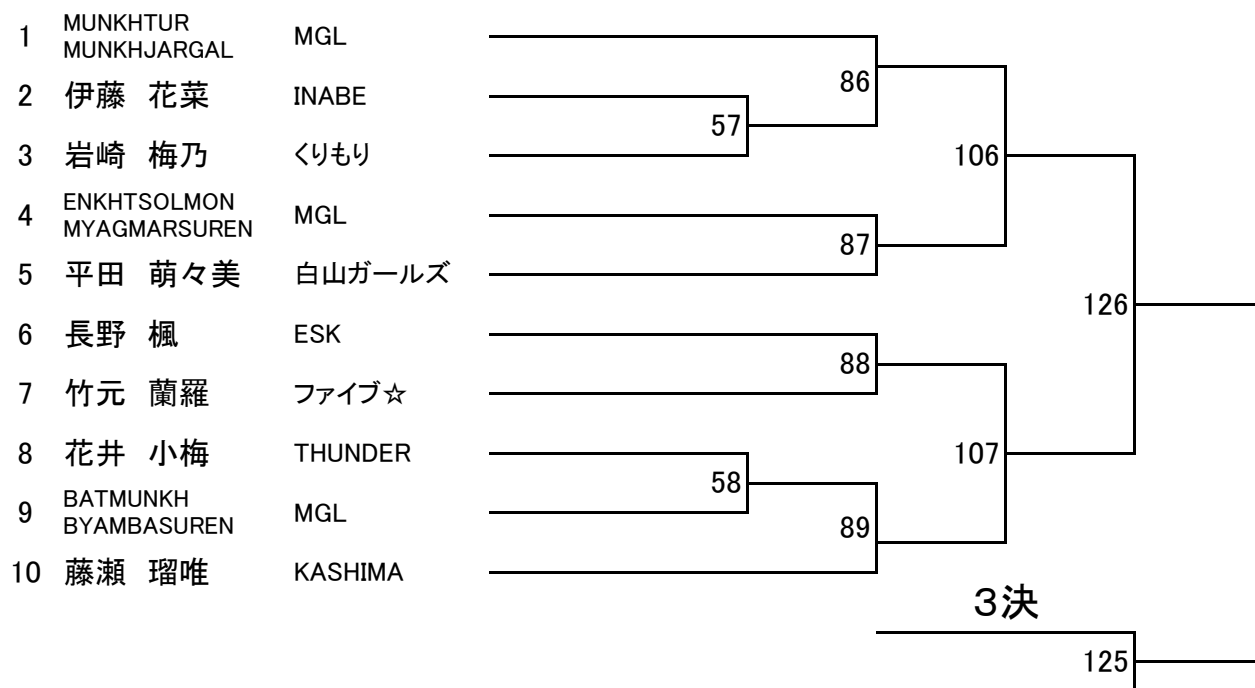 1 MUNKHTUR MGL
MUNKHJARGAL
86
2 伊藤 花菜 INABE
57
3 岩崎 梅乃 くりもり
106
4 ENKHTSOLMON MGL
MYAGMARSUREN
87
5 平田 萌々美 白山ガールズ
126
6 長野 楓 ESK
88
7 竹元 蘭羅 ファイブ☆
8 花井 小梅 THUNDER
107
58
9 BATMUNKH MGL
BYAMBASUREN
89
10 藤瀬 瑠唯 KASHIMA
３決
125